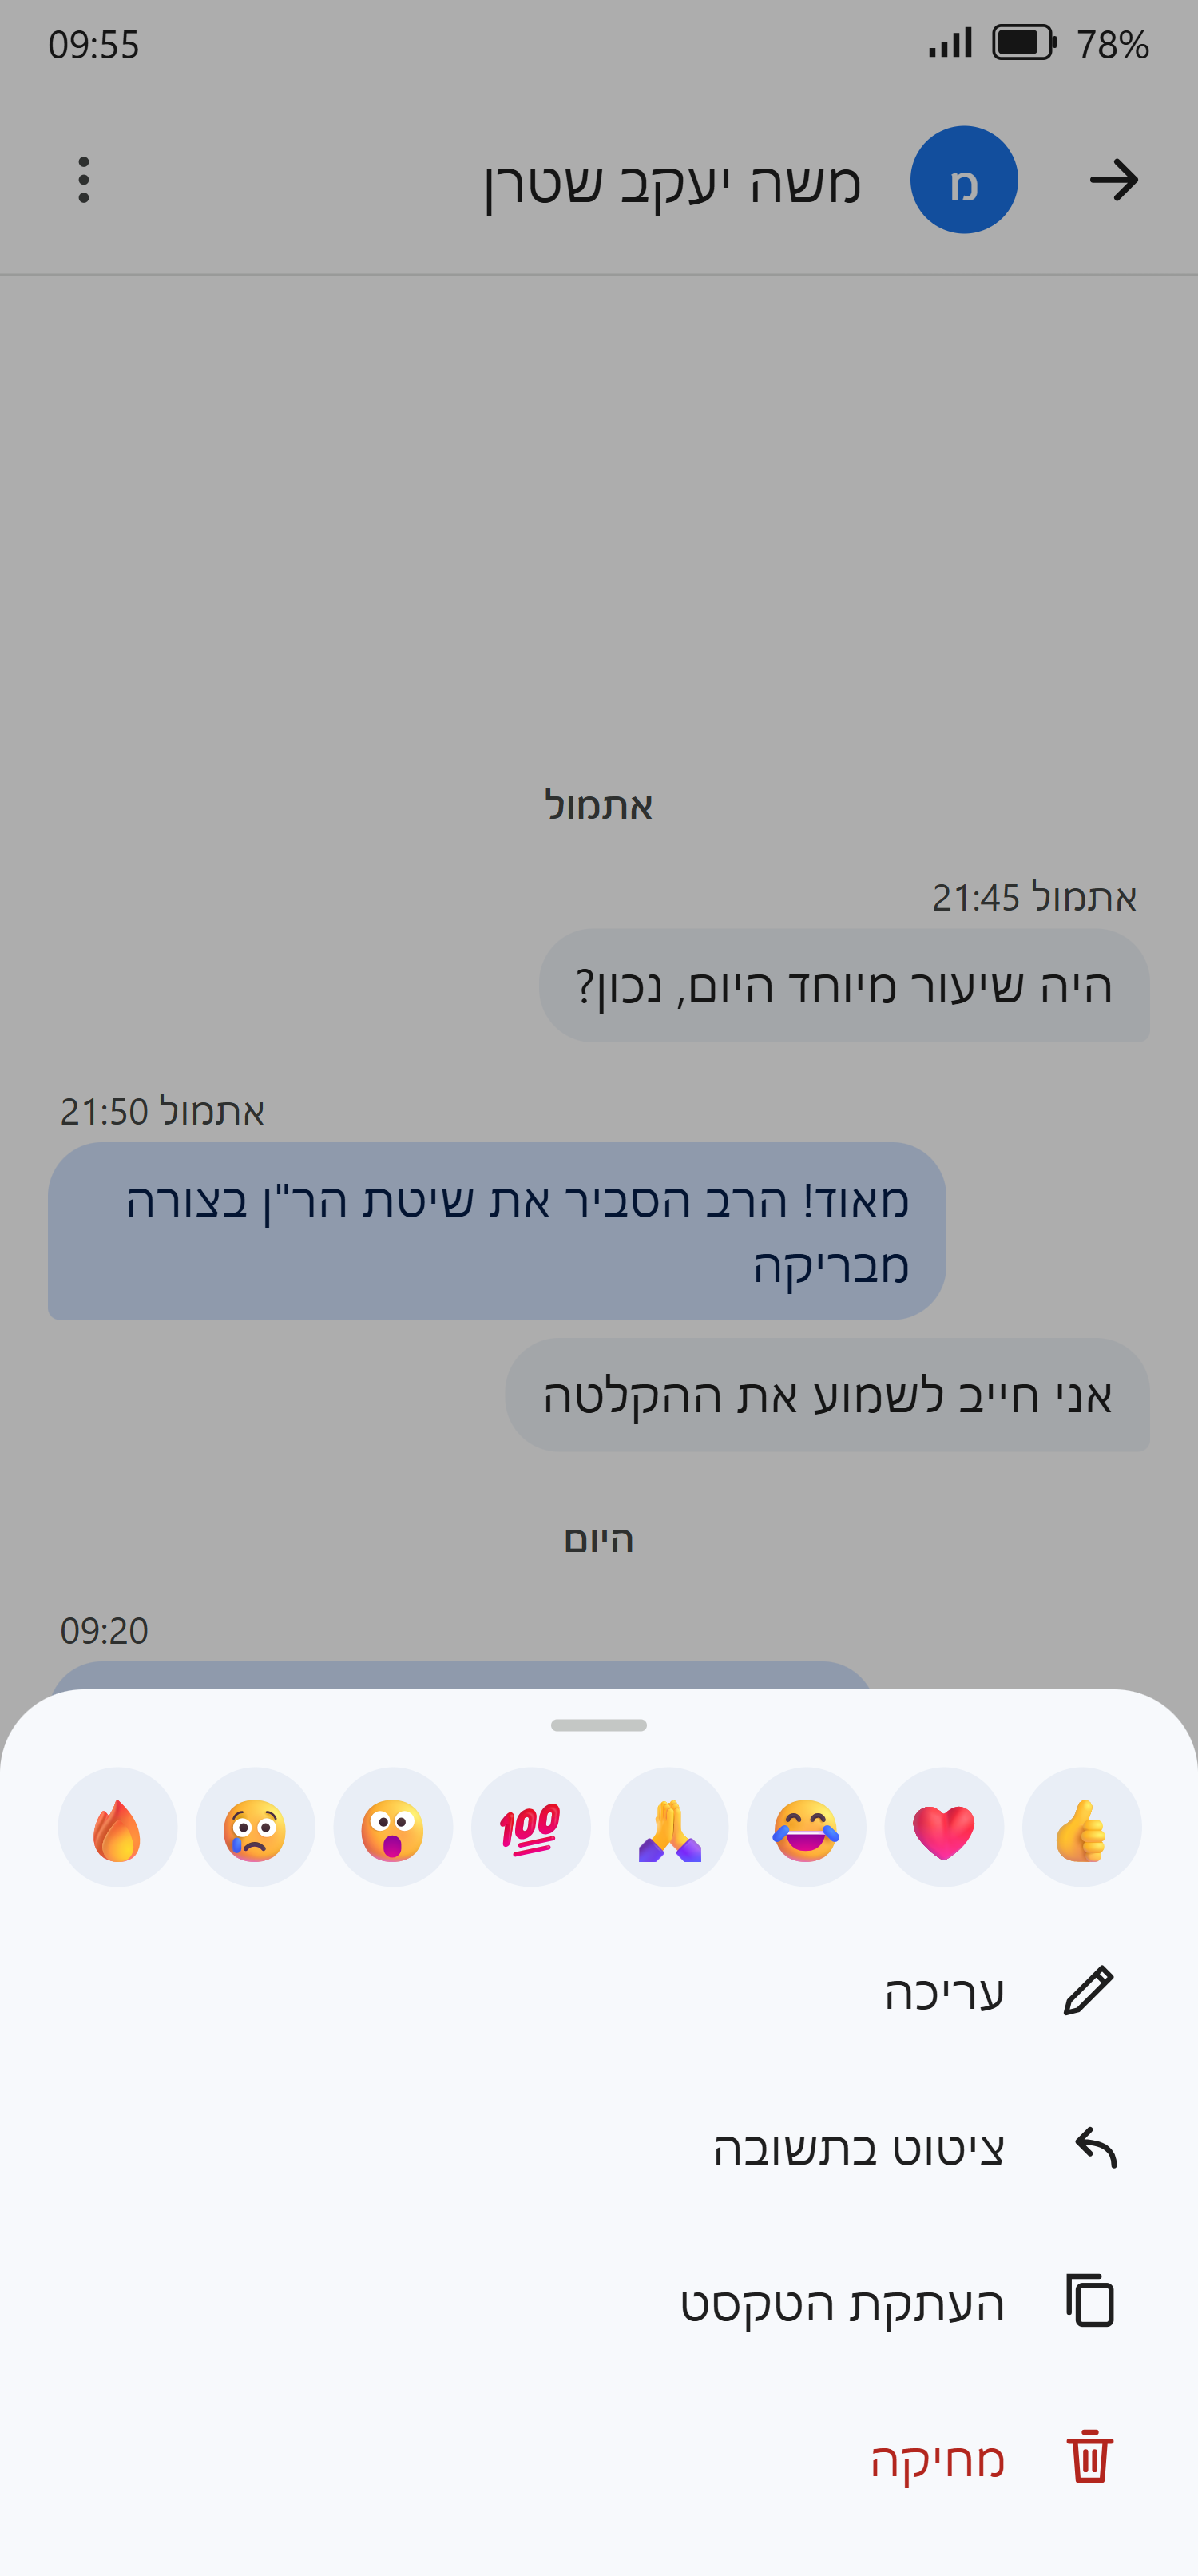 09:55
78%
משה יעקב שטרן
מ
אתמול
אתמול 21:45
היה שיעור מיוחד היום, נכון?
אתמול 21:50
מאוד! הרב הסביר את שיטת הר"ן בצורה
מבריקה
אני חייב לשמוע את ההקלטה
היום
09:20
👍 ❤️ 😂 🙏 💯 😮 😢 🔥
עריכה
ציטוט בתשובה
העתקת הטקסט
מחיקה